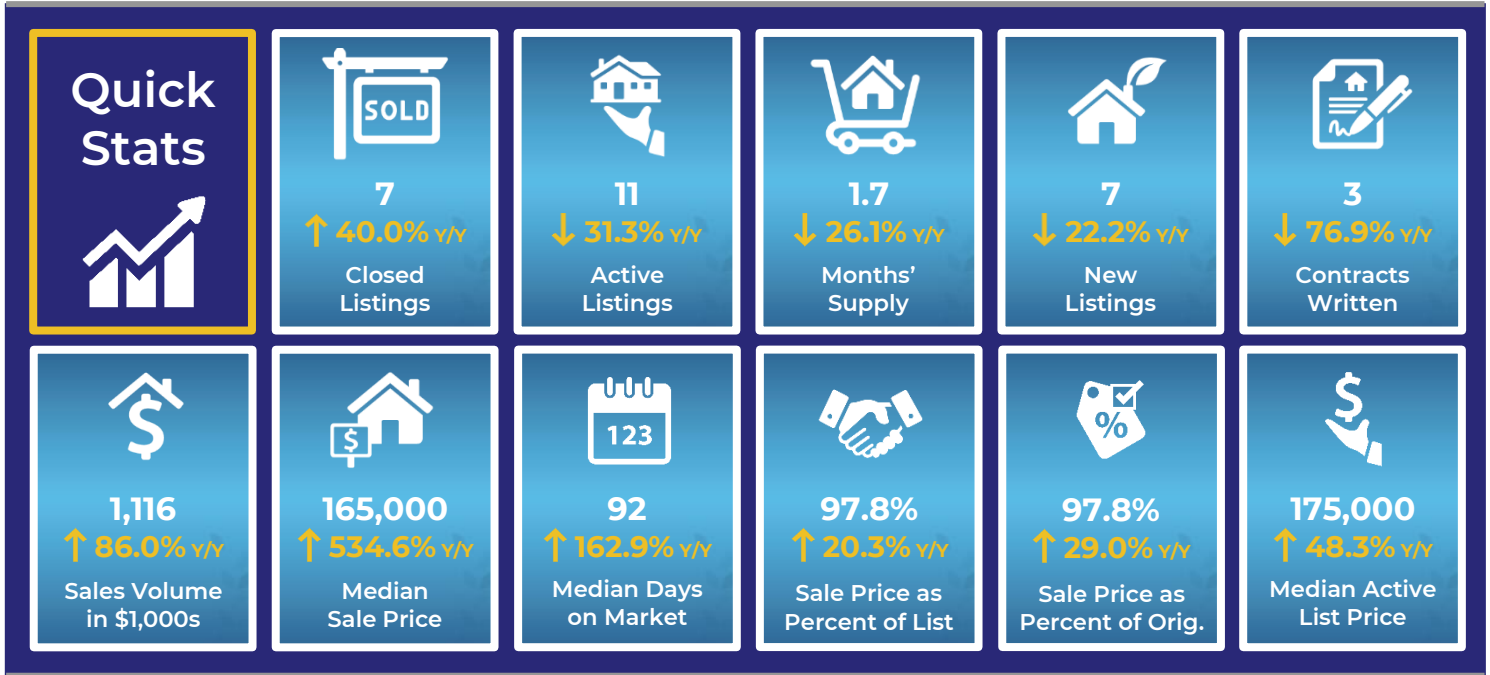 Quick
Stats
SOLD
7
↑ 40.0% Y/Y
Closed
Listings
11
↓ 31.3% Y/Y
Active
Listings
1.7
↓ 26.1% Y/Y
Months’
Supply
7
↓ 22.2% Y/Y
New
Listings
3
↓ 76.9% Y/Y
Contracts
Written
$
1,116
↑ 86.0% Y/Y
Sales Volume
in $1,000s
$
165,000
↑ 534.6% Y/Y
Median
Sale Price
123
92
↑ 162.9% Y/Y
Median Days
on Market
97.8%
↑ 20.3% Y/Y
Sale Price as
Percent of List
%
97.8%
↑ 29.0% Y/Y
Sale Price as
Percent of Orig.
$
175,000
↑ 48.3% Y/Y
Median Active
List Price